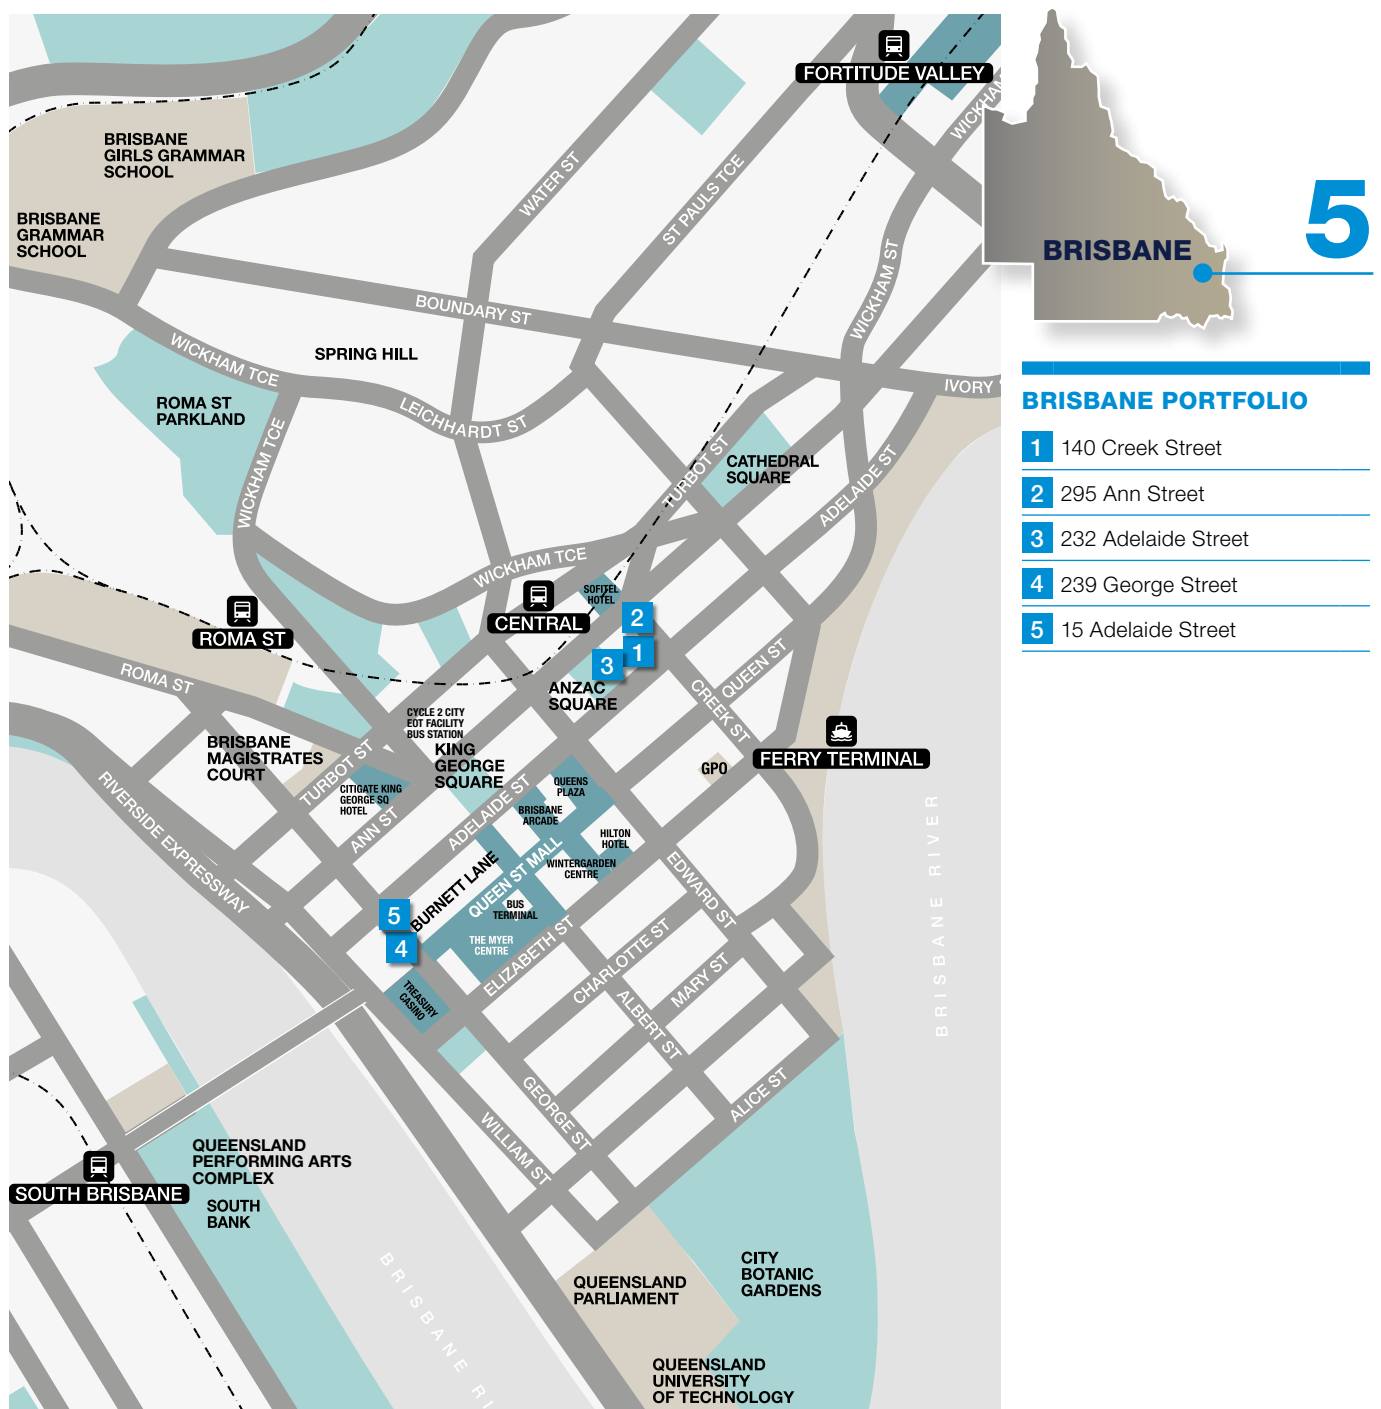 FORTITUDE VALLEY
WICKHAM
BRISBANE
GIRLS GRAMMAR
SCHOOL
WATER ST
ST PAULS TCE
BRISBANE
GRAMMAR
SCHOOL
WICKHAM ST
BOUNDARY ST
WICKHAM TCE
SPRING HILL
IVORY
ROMA ST
PARKLAND
LEICHHARDT ST
WICKHAM TCE
TURBOT ST
CATHEDRAL
SQUARE
ADELAIDE ST
WICKHAM TCE
SOFITEL
HOTEL
CENTRAL
ROMA ST
2
1
3
ROMA ST
ANZAC
SQUARE
QUEEN ST
CREEK ST
CYCLE 2 CITY
EOT FACILITY
BUS STATION
BRISBANE
MAGISTRATES
COURT
KING
GEORGE
SQUARE
TURBOT ST
FERRY TERMINAL
GPO
RIVERSIDE EXPRESSWAY
CITIGATE KING
GEORGE SQ
HOTEL
ANN ST
ADELAIDE ST
QUEENS
PLAZA
BRISBANE
ARCADE
HILTON
HOTEL
WINTERGARDEN
CENTRE
BURNETT LANE
QUEEN ST MALL
EDWARD ST
BRISBANE RIVER
5
4
BUS
TERMINAL
THE MYER
CENTRE
ELIZABETH ST
CHARLOTTE ST
MARY ST
TREASURY
CASINO
ALBERT ST
GEORGE ST
ALICE ST
WILLIAM ST
QUEENSLAND
PERFORMING ARTS
COMPLEX
SOUTH BRISBANE
SOUTH
BANK
BRISBANE RI
CITY
BOTANIC
GARDENS
QUEENSLAND
PARLIAMENT
QUEENSLAND
UNIVERSITY
OF TECHNOLOGY
BRISBANE
5
BRISBANE PORTFOLIO
1 140 Creek Street
2 295 Ann Street
3 232 Adelaide Street
4 239 George Street
5 15 Adelaide Street